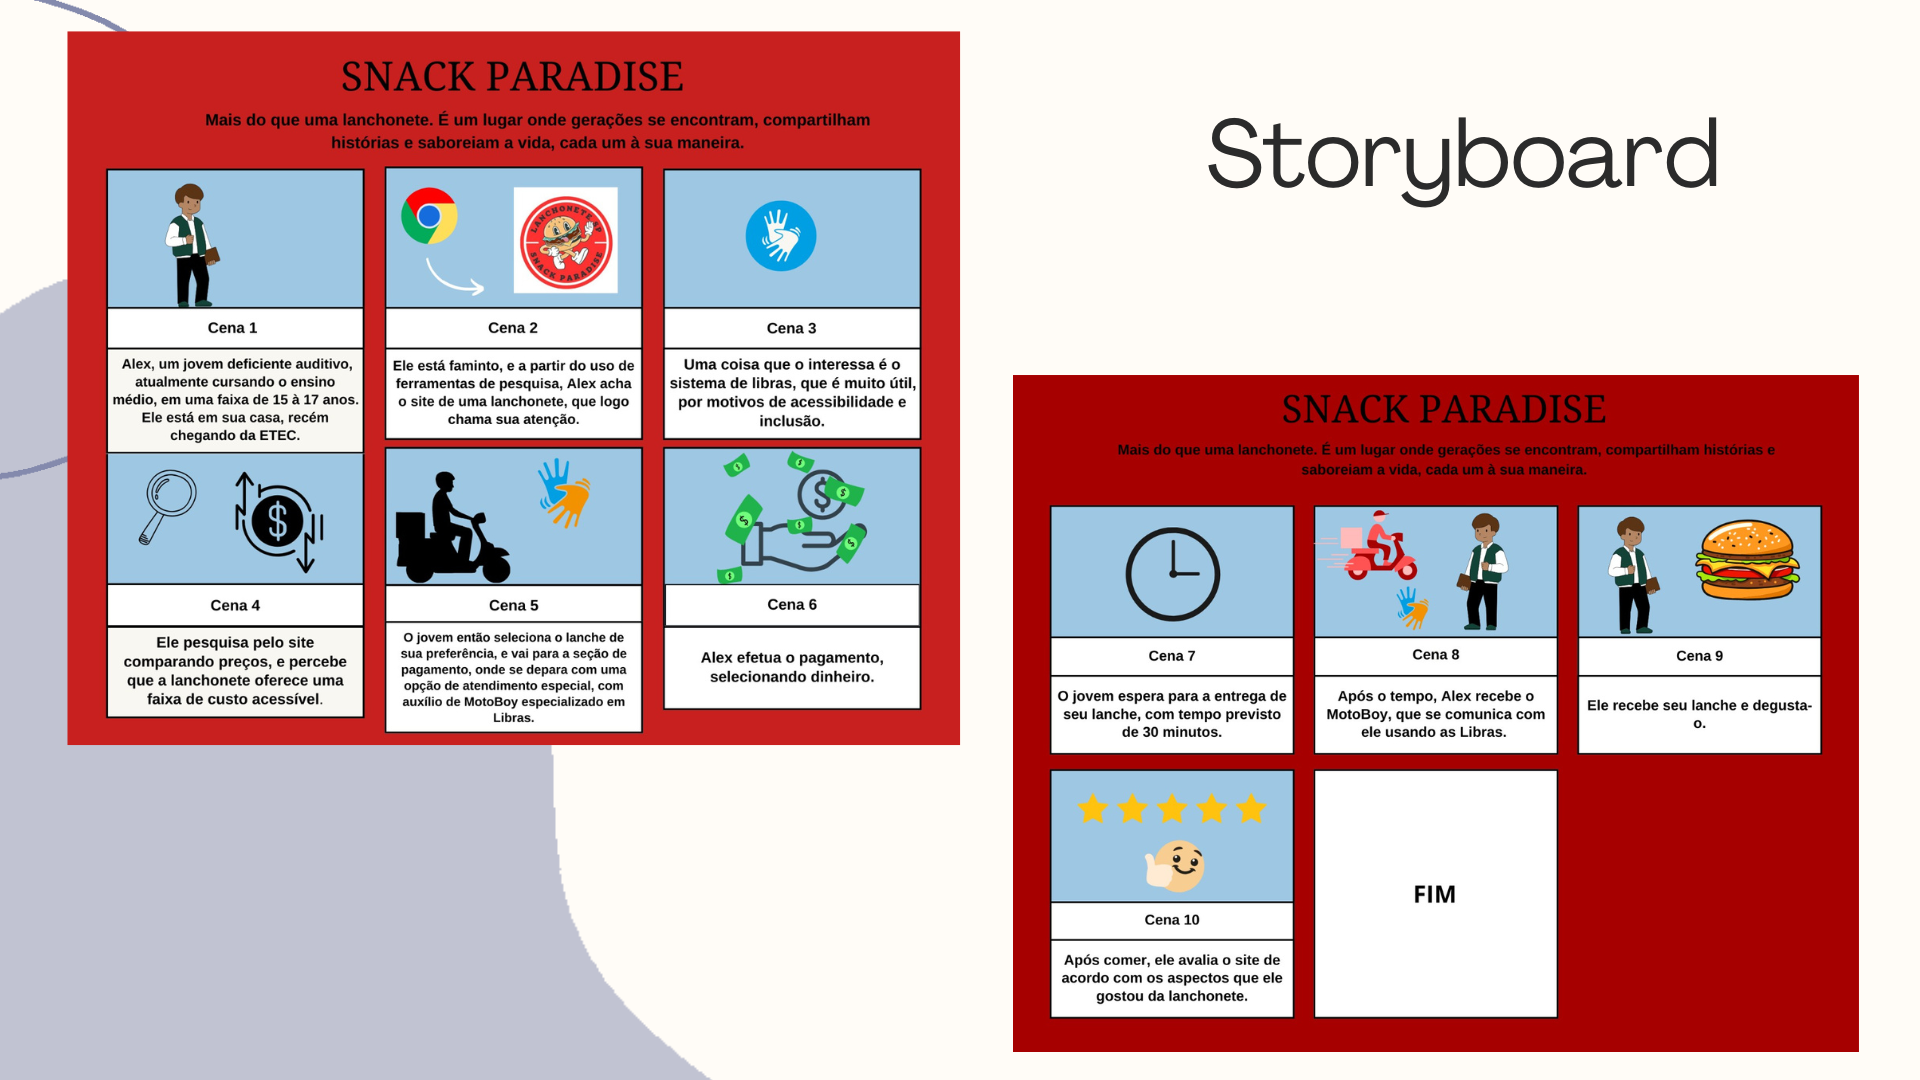 SNACK PARADISE
Mais do que uma lanchonete. É um lugar onde gerações se encontram, compartilham
histórias e saboreiam a vida, cada um à sua maneira.
LANCHONETE SP
SNACK PARADISE
Cena 1
Alex, um jovem deficiente auditivo,
atualmente cursando o ensino
médio, em uma faixa de 15 à 17 anos.
Ele está em sua casa, recém
chegando da ETEC.
Cena 2
Ele está faminto, e a partir do uso de
ferramentas de pesquisa, Alex acha
o site de uma lanchonete, que logo
chama sua atenção.
Cena 3
Uma coisa que o interessa é o
sistema de libras, que é muito útil,
por motivos de acessibilidade e
inclusão.
Cena 4
Ele pesquisa pelo site
comparando preços, e percebe
que a lanchonete oferece uma
faixa de custo acessível.
Cena 5
O jovem então seleciona o lanche de
sua preferência, e vai para a seção de
pagamento, onde se depara com uma
opção de atendimento especial, com
auxílio de MotoBoy especializado em
Libras.
Cena 6
Alex efetua o pagamento,
selecionando dinheiro.
Storyboard
SNACK PARADISE
Mais do que uma lanchonete. É um lugar onde gerações se encontram, compartilham histórias e
saboreiam a vida, cada um à sua maneira.
Cena 7
O jovem espera para a entrega de
seu lanche, com tempo previsto
de 30 minutos.
Cena 8
Após o tempo, Alex recebe o
MotoBoy, que se comunica com
ele usando as Libras.
Cena 9
Ele recebe seu lanche e degusta-
o.
Cena 10
Após comer, ele avalia o site de
acordo com os aspectos que ele
gostou da lanchonete.
FIM